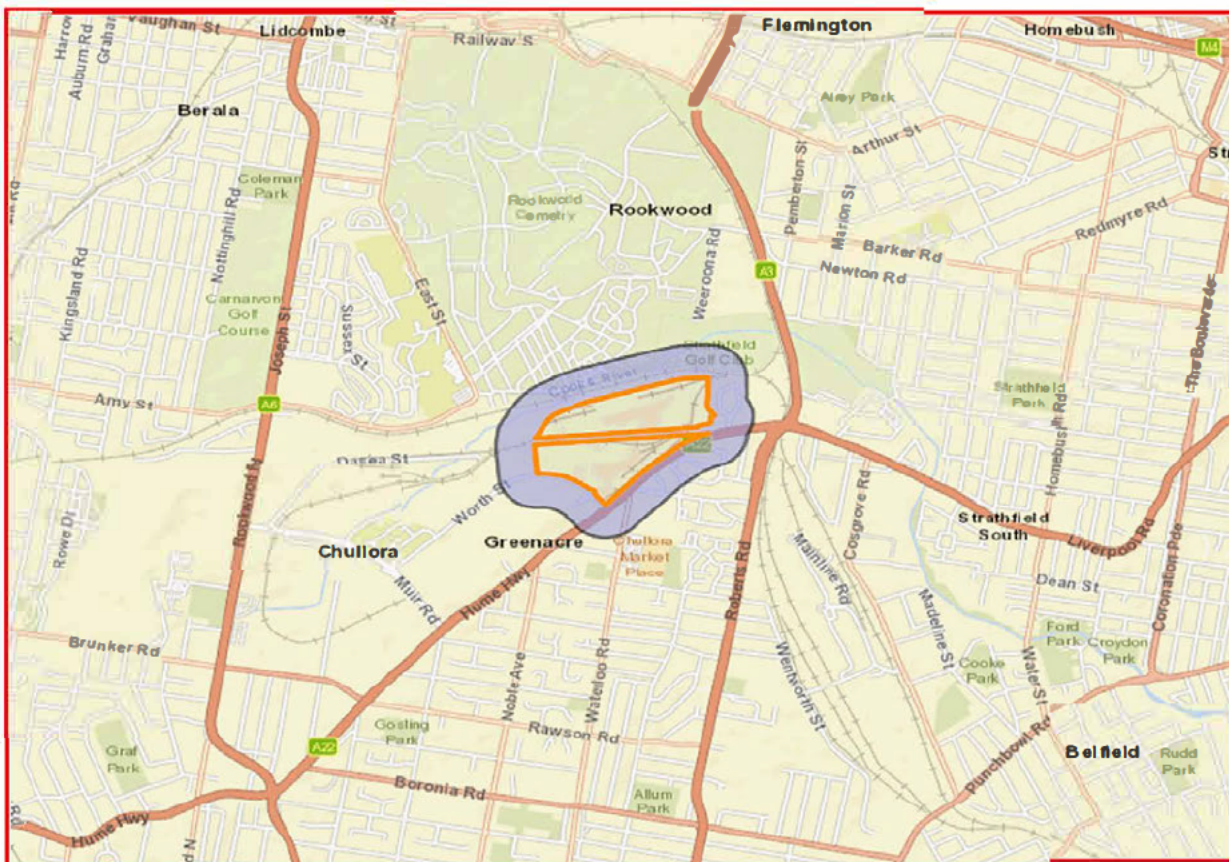 Vaughan St
Harrow
Auburn Rd
Graha
Lidcombe
Railway S
Flemington
Homebush
M4
Berala
Airey Park
Arthur St
Coleman
Park
Rookwood
Cemetry
Rookwood
Pemberton St
Marion St
Redmyre Rd
Barker Rd
Newton Rd
A3
Weeroona Rd
Nottinghill Rd
Kingsland Rd
Carnarvon
Golf
Course
Joseph St
Sussex St
East St
The Boulevarde
Strathfield
Golf Club
Cooks River
Strathfield
Park
Homebush Rd
Amy St
A6
Worth St
Rookwood Rd
Rowe Dr
Chullora
Greenacre
Chullora
Market
Place
Muir Rd
Hume Hwy
Roberts Rd
Cosgrove Rd
Mainline Rd
Strathfield
South
Liverpool Rd
Dean St
Coronation Pde
Madeline St
Ford
Park
Croydon
Park
Cooke
Park
Water St
Brunker Rd
Noble Ave
Waterloo Rd
Wentworth St
Gosling
Park
Rawson Rd
A22
Graf
Park
Boronia Rd
Allum
Park
Punchbowl Rd
Belfield
Rudd
Park
Hume Hwy